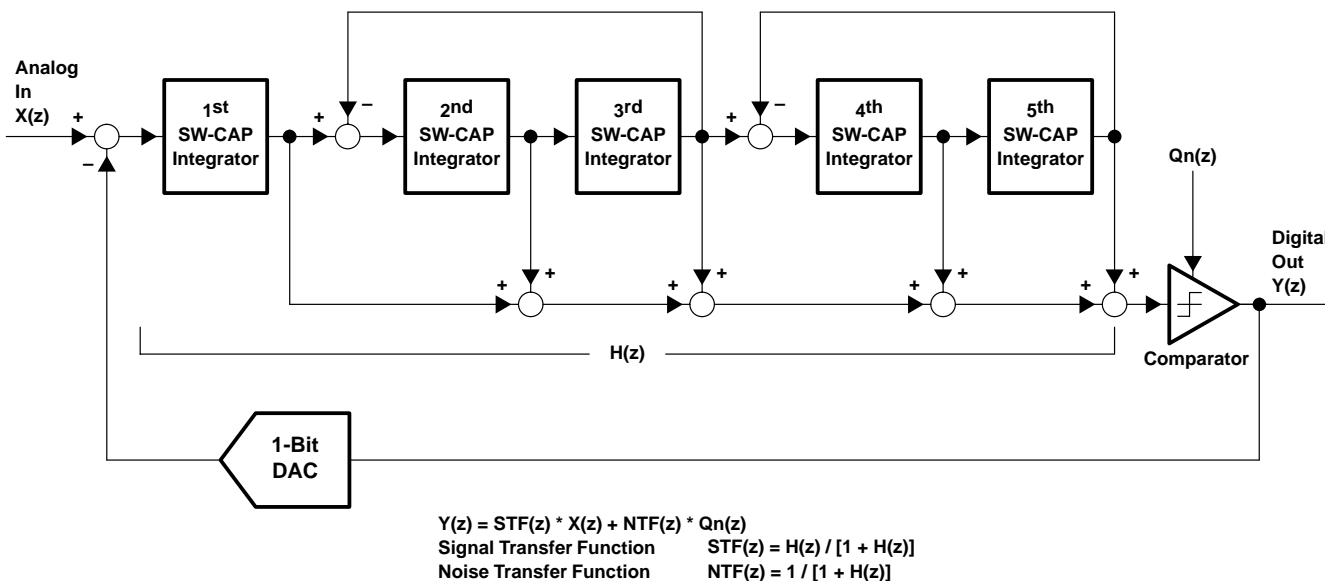 Analog
In
X(z)
+
–
1st
SW-CAP
Integrator
+
–
2nd
SW-CAP
Integrator
3rd
SW-CAP
Integrator
+
–
4th
SW-CAP
Integrator
5th
SW-CAP
Integrator
Qn(z)
Digital
Out
Y(z)
+
+
+
+
+
+
+
+
H(z)
Comparator
1-Bit
DAC
Y(z) = STF(z) * X(z) + NTF(z) * Qn(z)
Signal Transfer Function STF(z) = H(z) / [1 + H(z)]
Noise Transfer Function NTF(z) = 1 / [1 + H(z)]